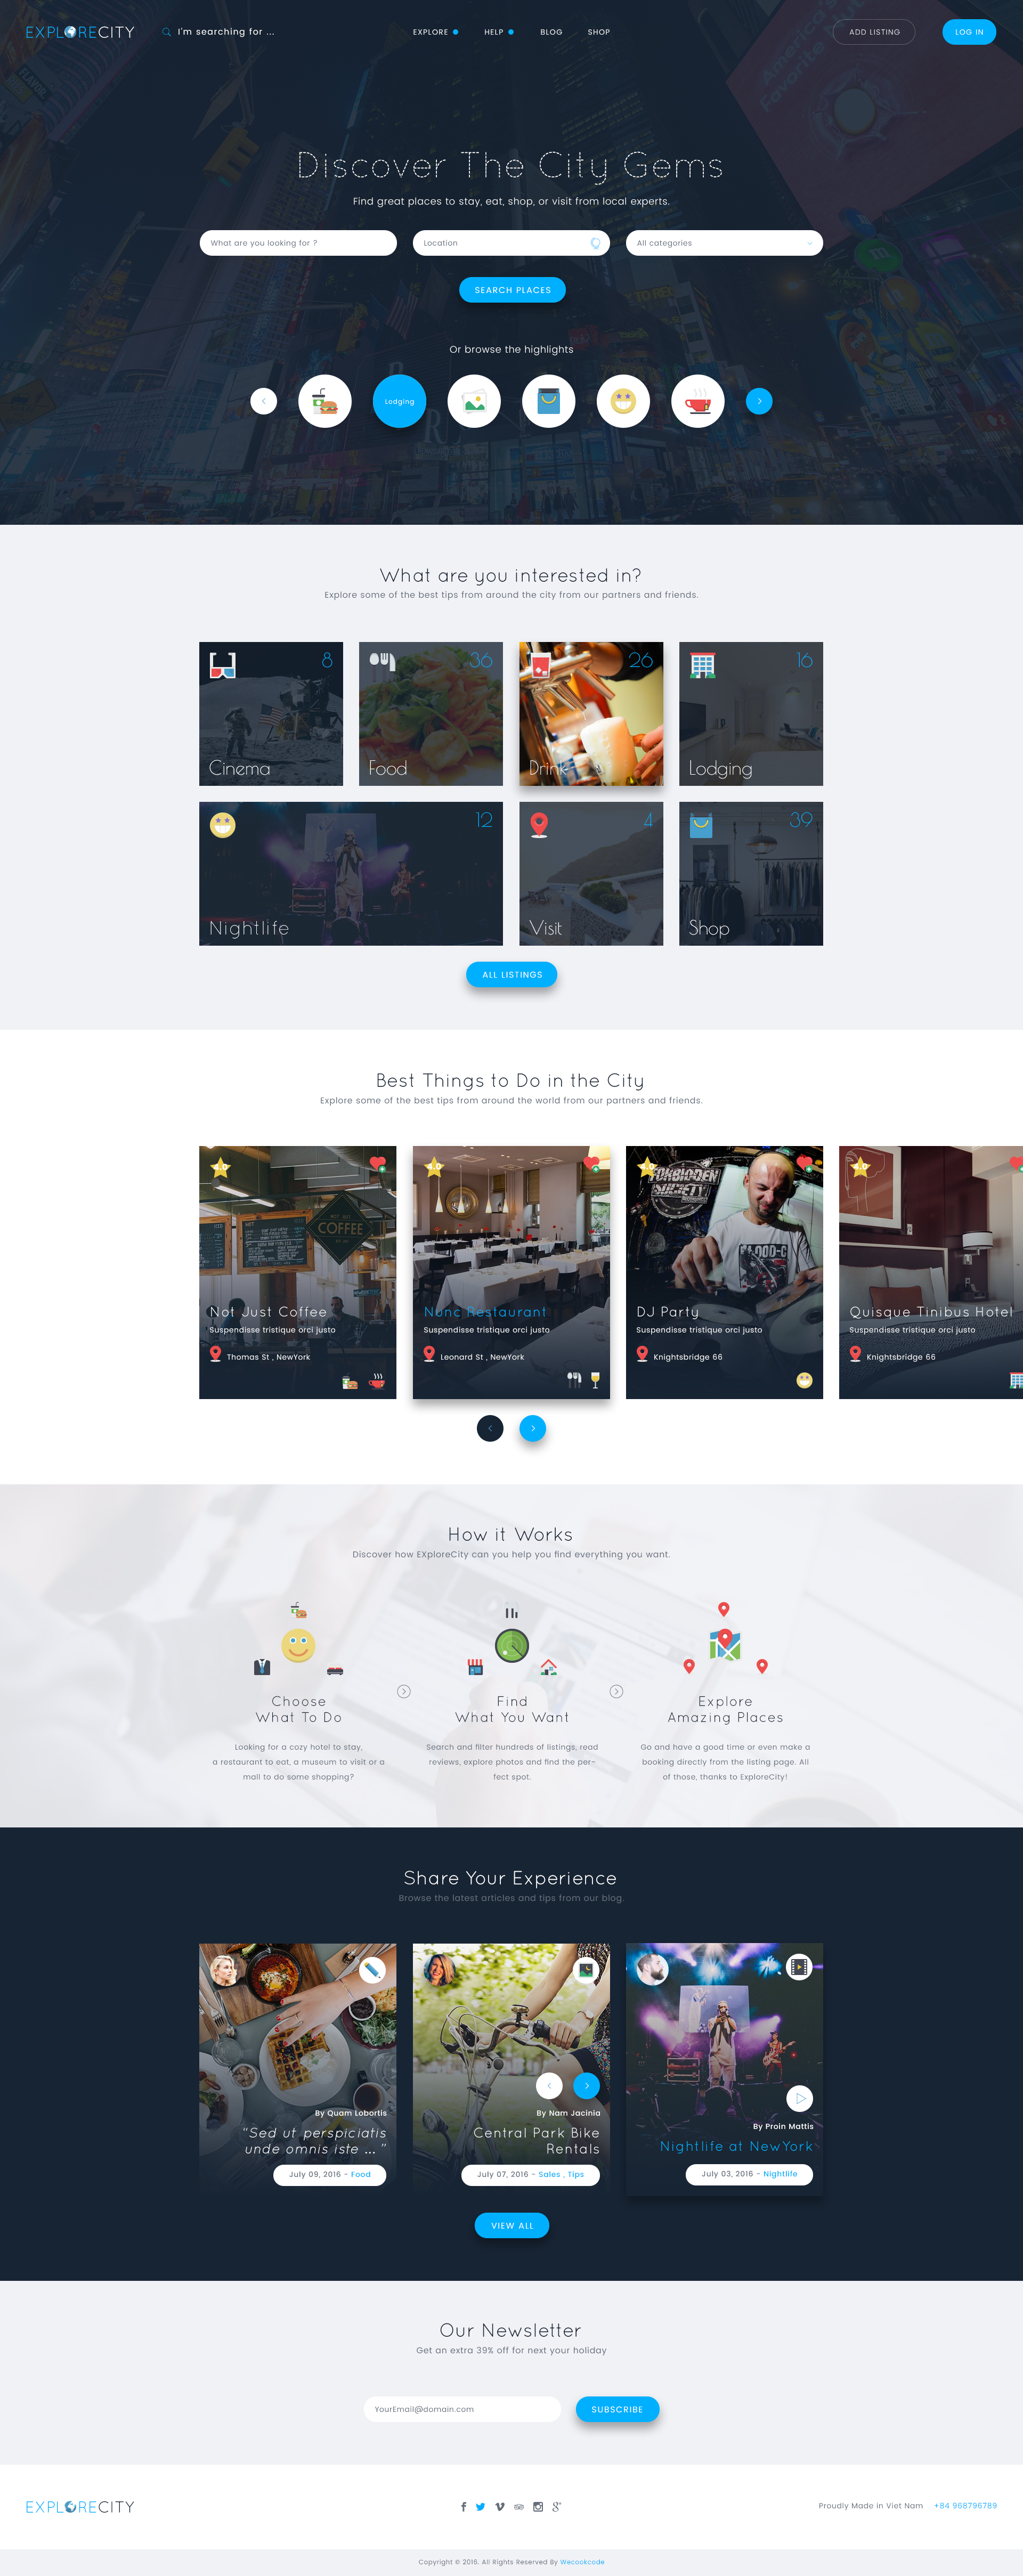 EXPLORECITY
I'm searching for ...
EXPLORE
HELP
BLOG
SHOP
ADD LISTING
LOG IN
Discover The City Gems
Find great places to stay, eat, shop, or visit from local experts.
What are you looking for ?
Location
All categories
SEARCH PLACES
Or browse the highlights
Lodging
What are you interested in?
Explore some of the best tips from around the city from our partners and friends.
8
36
26
16
Cinema
Food
Drink
Lodging
12
4
39
Nightlife
Visit
Shop
ALL LISTINGS
Best Things to Do in the City
Explore some of the best tips from around the world from our partners and friends.
COFFEE
FORBIDDEN
SOCIETY
Not Just Coffee
Suspendisse tristique orci justo
Thomas St , NewYork
Nunc Restaurant
Suspendisse tristique orci justo
Leonard St , NewYork
DJ Party
Suspendisse tristique orci justo
Knightsbridge 66
Quisque Tinibus Hotel
Suspendisse tristique orci justo
Knightsbridge 66
How it Works
Discover how EXploreCity can you help you find everything you want.
Choose
What To Do
Looking for a cozy hotel to stay,
a restaurant to eat, a museum to visit or a
mall to do some shopping?
Find
What You Want
Search and filter hundreds of listings, read
reviews, explore photos and find the per-
fect spot.
Explore
Amazing Places
Go and have a good time or even make a
booking directly from the listing page. All
of those, thanks to ExploreCity!
Share Your Experience
Browse the latest articles and tips from our blog.
By Quam Lobortis
“Sed ut perspiciatis
unde omnis iste ... ”
July 09, 2016 - Food
By Nam Jacinia
Central Park Bike
Rentals
July 07, 2016 - Sales , Tips
By Proin Mattis
Nightlife at NewYork
July 03, 2016 - Nightlife
VIEW ALL
Our Newsletter
Get an extra 39% off for next your holiday
YourEmail@domain.com
SUBSCRIBE
EXPLORECITY
Proudly Made in Viet Nam +84 968796789
Copyright © 2016. All Rights Reserved By Wecookcode